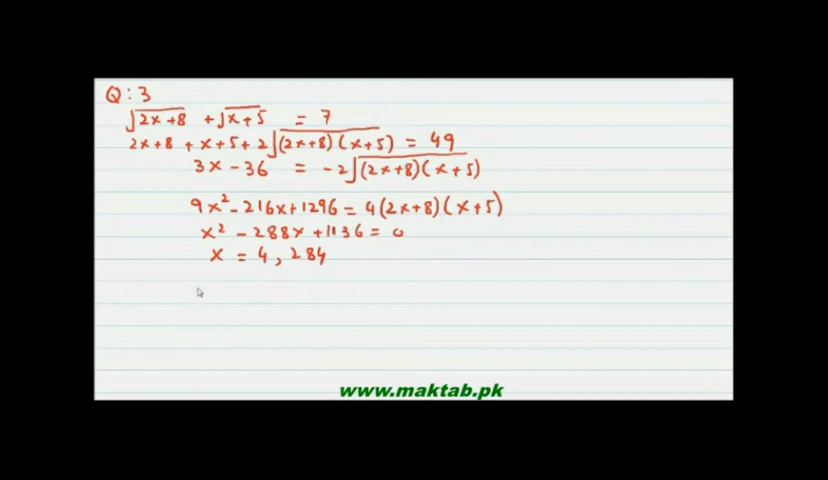 Q: 3
√(2x+8) + √(x+5) = 7
2x+8 + x+5+2√((2x+8)(x+5)) = 49
3x - 36 = -2√((2x+8)(x+5))
9x² - 216x+1296 = 4(2x+8)(x+5)
x² - 288x +1136 = 0
x = 4, 284
www.maktab.pk